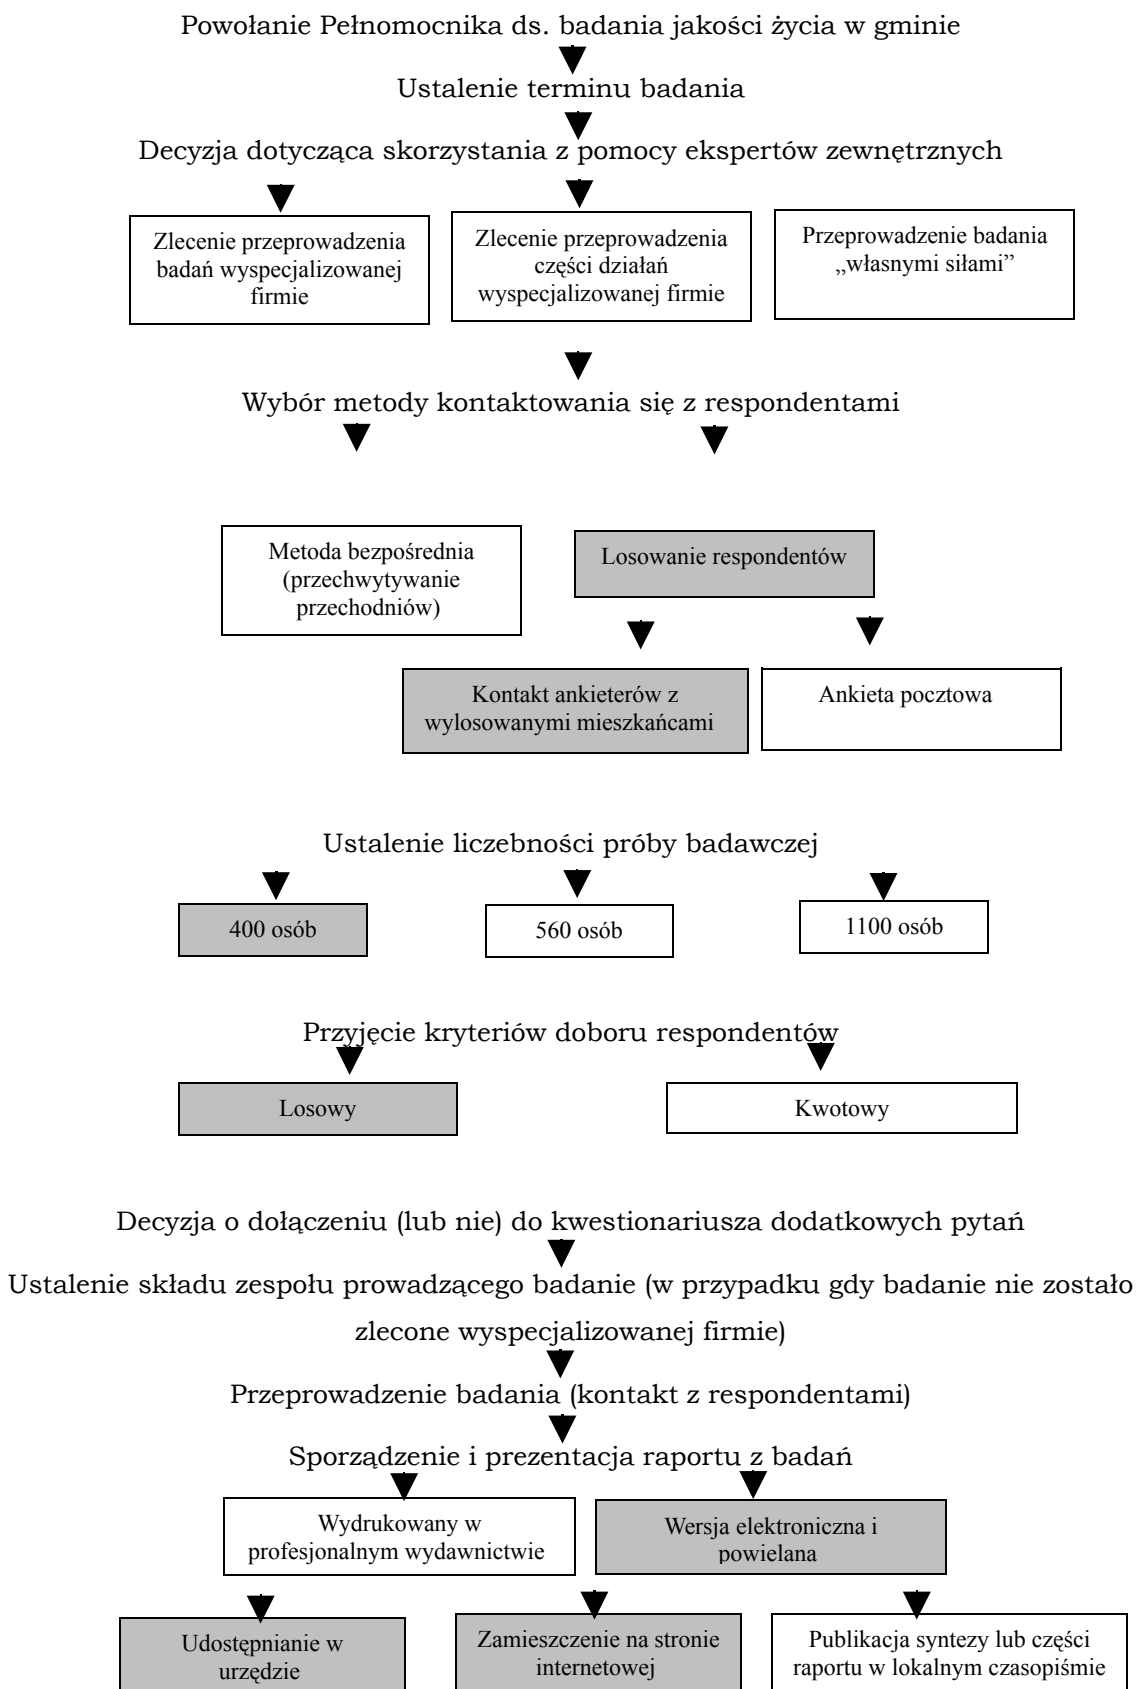 Powołanie Pełnomocnika ds. badania jakości życia w gminie
Ustalenie terminu badania
Decyzja dotycząca skorzystania z pomocy ekspertów zewnętrznych
Zlecenie przeprowadzenia
badań wyspecjalizowanej
firmie
Zlecenie przeprowadzenia
części działań
wyspecjalizowanej firmie
Przeprowadzenie badania
„własnymi siłami”
Wybór metody kontaktowania się z respondentami
Metoda bezpośrednia
(przechwytywanie
przechodniów)
Losowanie respondentów
Kontakt ankieterów z
wylosowanymi mieszkańcami
Ankieta pocztowa
Ustalenie liczebności próby badawczej
400 osób
560 osób
1100 osób
Przyjęcie kryteriów doboru respondentów
Losowy
Kwotowy
Decyzja o dołączeniu (lub nie) do kwestionariusza dodatkowych pytań
Ustalenie składu zespołu prowadzącego badanie (w przypadku gdy badanie nie zostało
zlecone wyspecjalizowanej firmie)
Przeprowadzenie badania (kontakt z respondentami)
Sporządzenie i prezentacja raportu z badań
Wydrukowany w
profesjonalnym wydawnictwie
Wersja elektroniczna i
powielana
Udostępnianie w
urzędzie
Zamieszczenie na stronie
internetowej
Publikacja syntezy lub części
raportu w lokalnym czasopiśmie